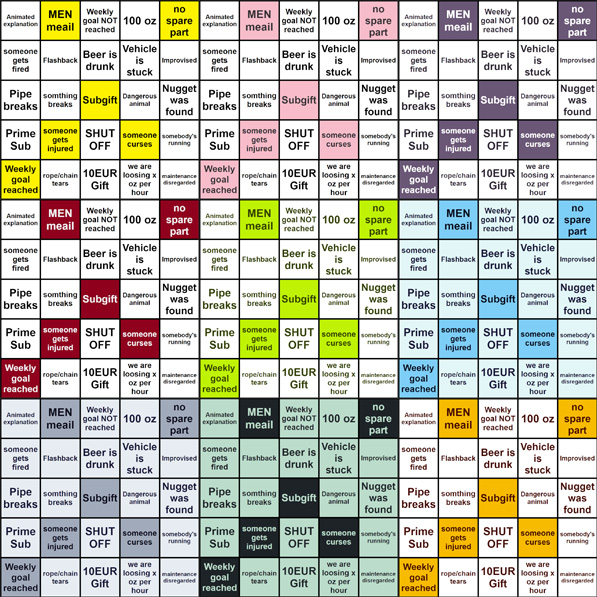 Animated explanation MEN meail Weekly goal NOT reached 100 oz no spare part
someone gets fired Flashback Beer is drunk Vehicle is stuck Improvised
Pipe breaks somthing breaks Subgift Dangerous animal Nugget was found
Prime Sub someone gets injured SHUT OFF someone curses somebody's running
Weekly goal reached rope/chain tears 10EUR Gift we are loosing x oz per hour maintenance disregarded
Animated explanation MEN meail Weekly goal NOT reached 100 oz no spare part
someone gets fired Flashback Beer is drunk Vehicle is stuck Improvised
Pipe breaks somthing breaks Subgift Dangerous animal Nugget was found
Prime Sub someone gets injured SHUT OFF someone curses somebody's running
Weekly goal reached rope/chain tears 10EUR Gift we are loosing x oz per hour maintenance disregarded
Animated explanation MEN meail Weekly goal NOT reached 100 oz no spare part
someone gets fired Flashback Beer is drunk Vehicle is stuck Improvised
Pipe breaks somthing breaks Subgift Dangerous animal Nugget was found
Prime Sub someone gets injured SHUT OFF someone curses somebody's running
Weekly goal reached rope/chain tears 10EUR Gift we are loosing x oz per hour maintenance disregarded
Animated explanation MEN meail Weekly goal NOT reached 100 oz no spare part
someone gets fired Flashback Beer is drunk Vehicle is stuck Improvised
Pipe breaks somthing breaks Subgift Dangerous animal Nugget was found
Prime Sub someone gets injured SHUT OFF someone curses somebody's running
Weekly goal reached rope/chain tears 10EUR Gift we are loosing x oz per hour maintenance disregarded
Animated explanation MEN meail Weekly goal NOT reached 100 oz no spare part
someone gets fired Flashback Beer is drunk Vehicle is stuck Improvised
Pipe breaks somthing breaks Subgift Dangerous animal Nugget was found
Prime Sub someone gets injured SHUT OFF someone curses somebody's running
Weekly goal reached rope/chain tears 10EUR Gift we are loosing x oz per hour maintenance disregarded
Animated explanation MEN meail Weekly goal NOT reached 100 oz no spare part
someone gets fired Flashback Beer is drunk Vehicle is stuck Improvised
Pipe breaks somthing breaks Subgift Dangerous animal Nugget was found
Prime Sub someone gets injured SHUT OFF someone curses somebody's running
Weekly goal reached rope/chain tears 10EUR Gift we are loosing x oz per hour maintenance disregarded
Animated explanation MEN meail Weekly goal NOT reached 100 oz no spare part
someone gets fired Flashback Beer is drunk Vehicle is stuck Improvised
Pipe breaks somthing breaks Subgift Dangerous animal Nugget was found
Prime Sub someone gets injured SHUT OFF someone curses somebody's running
Weekly goal reached rope/chain tears 10EUR Gift we are loosing x oz per hour maintenance disregarded
Animated explanation MEN meail Weekly goal NOT reached 100 oz no spare part
someone gets fired Flashback Beer is drunk Vehicle is stuck Improvised
Pipe breaks somthing breaks Subgift Dangerous animal Nugget was found
Prime Sub someone gets injured SHUT OFF someone curses somebody's running
Weekly goal reached rope/chain tears 10EUR Gift we are loosing x oz per hour maintenance disregarded
Animated explanation MEN meail Weekly goal NOT reached 100 oz no spare part
someone gets fired Flashback Beer is drunk Vehicle is stuck Improvised
Pipe breaks somthing breaks Subgift Dangerous animal Nugget was found
Prime Sub someone gets injured SHUT OFF someone curses somebody's running
Weekly goal reached rope/chain tears 10EUR Gift we are loosing x oz per hour maintenance disregarded